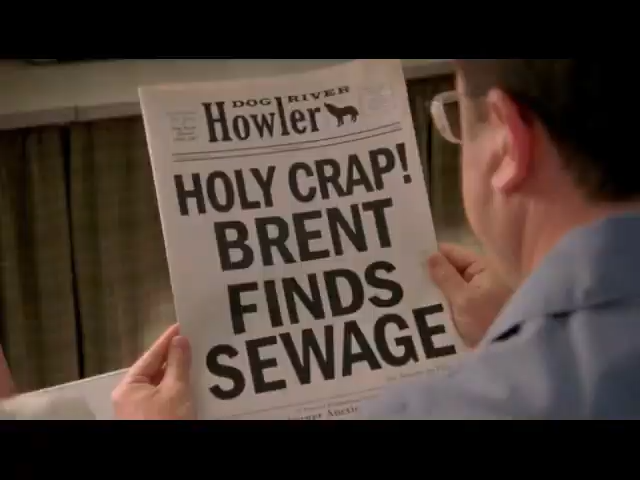 DOG RIVER
Howler
HOLY CRAP!
BRENT
FINDS
SEWAGE